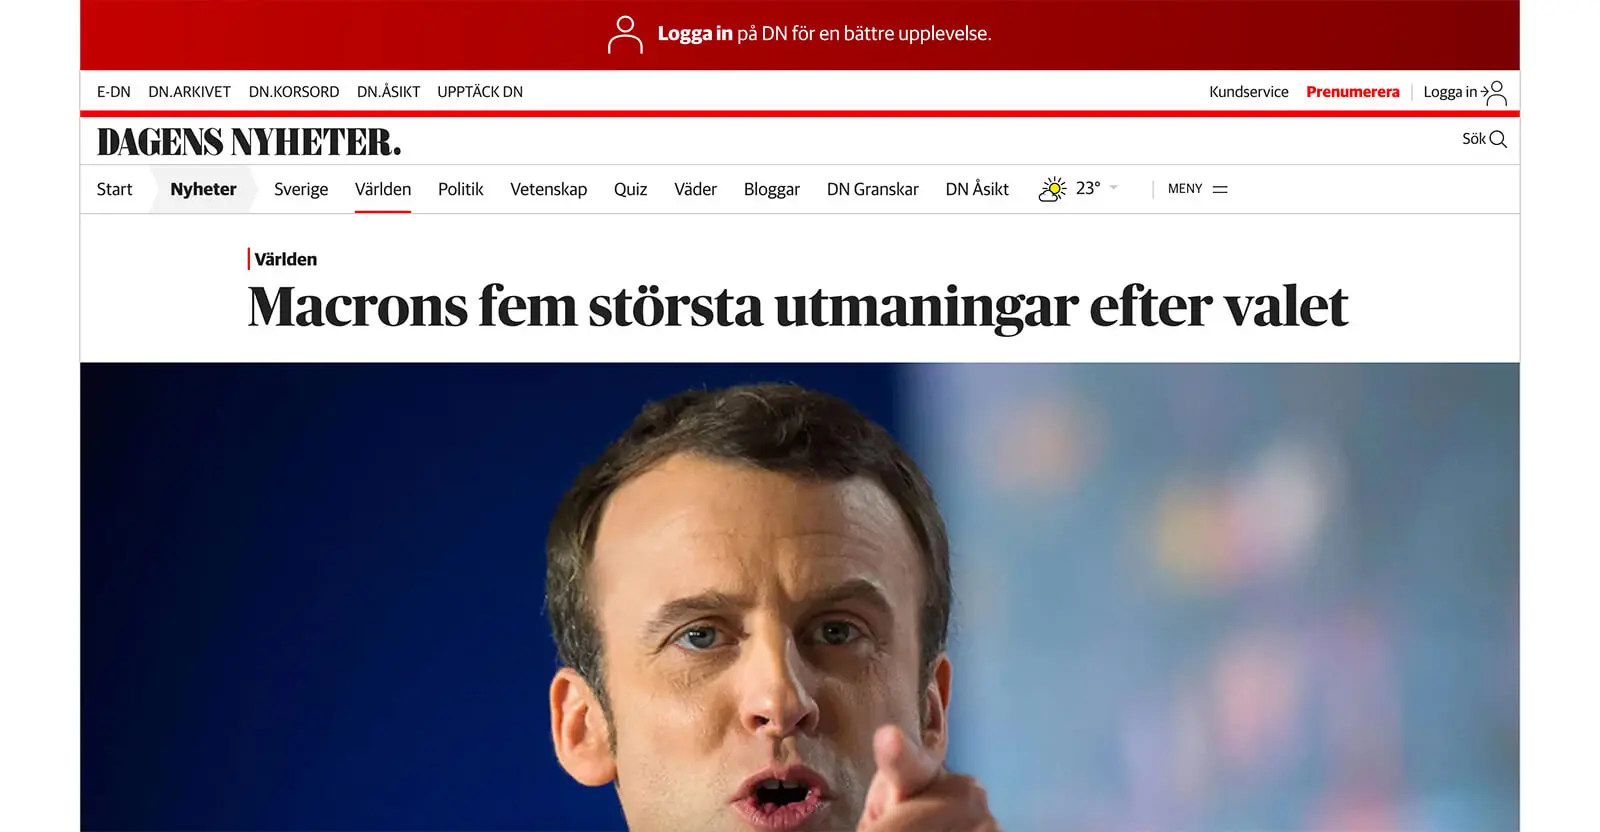 Logga in på DN för en bättre upplevelse.
E-DN DN.ARKIVET DN.KORSORD DN.ÅSIKT UPPTÄCK DN Kundservice Prenumerera Logga in
DAGENS NYHETER.
Sök
Start Nyheter Sverige Världen Politik Vetenskap Quiz Väder Bloggar DN Granskar DN Åsikt 23° MENY
Världen
Macrons fem största utmaningar efter valet